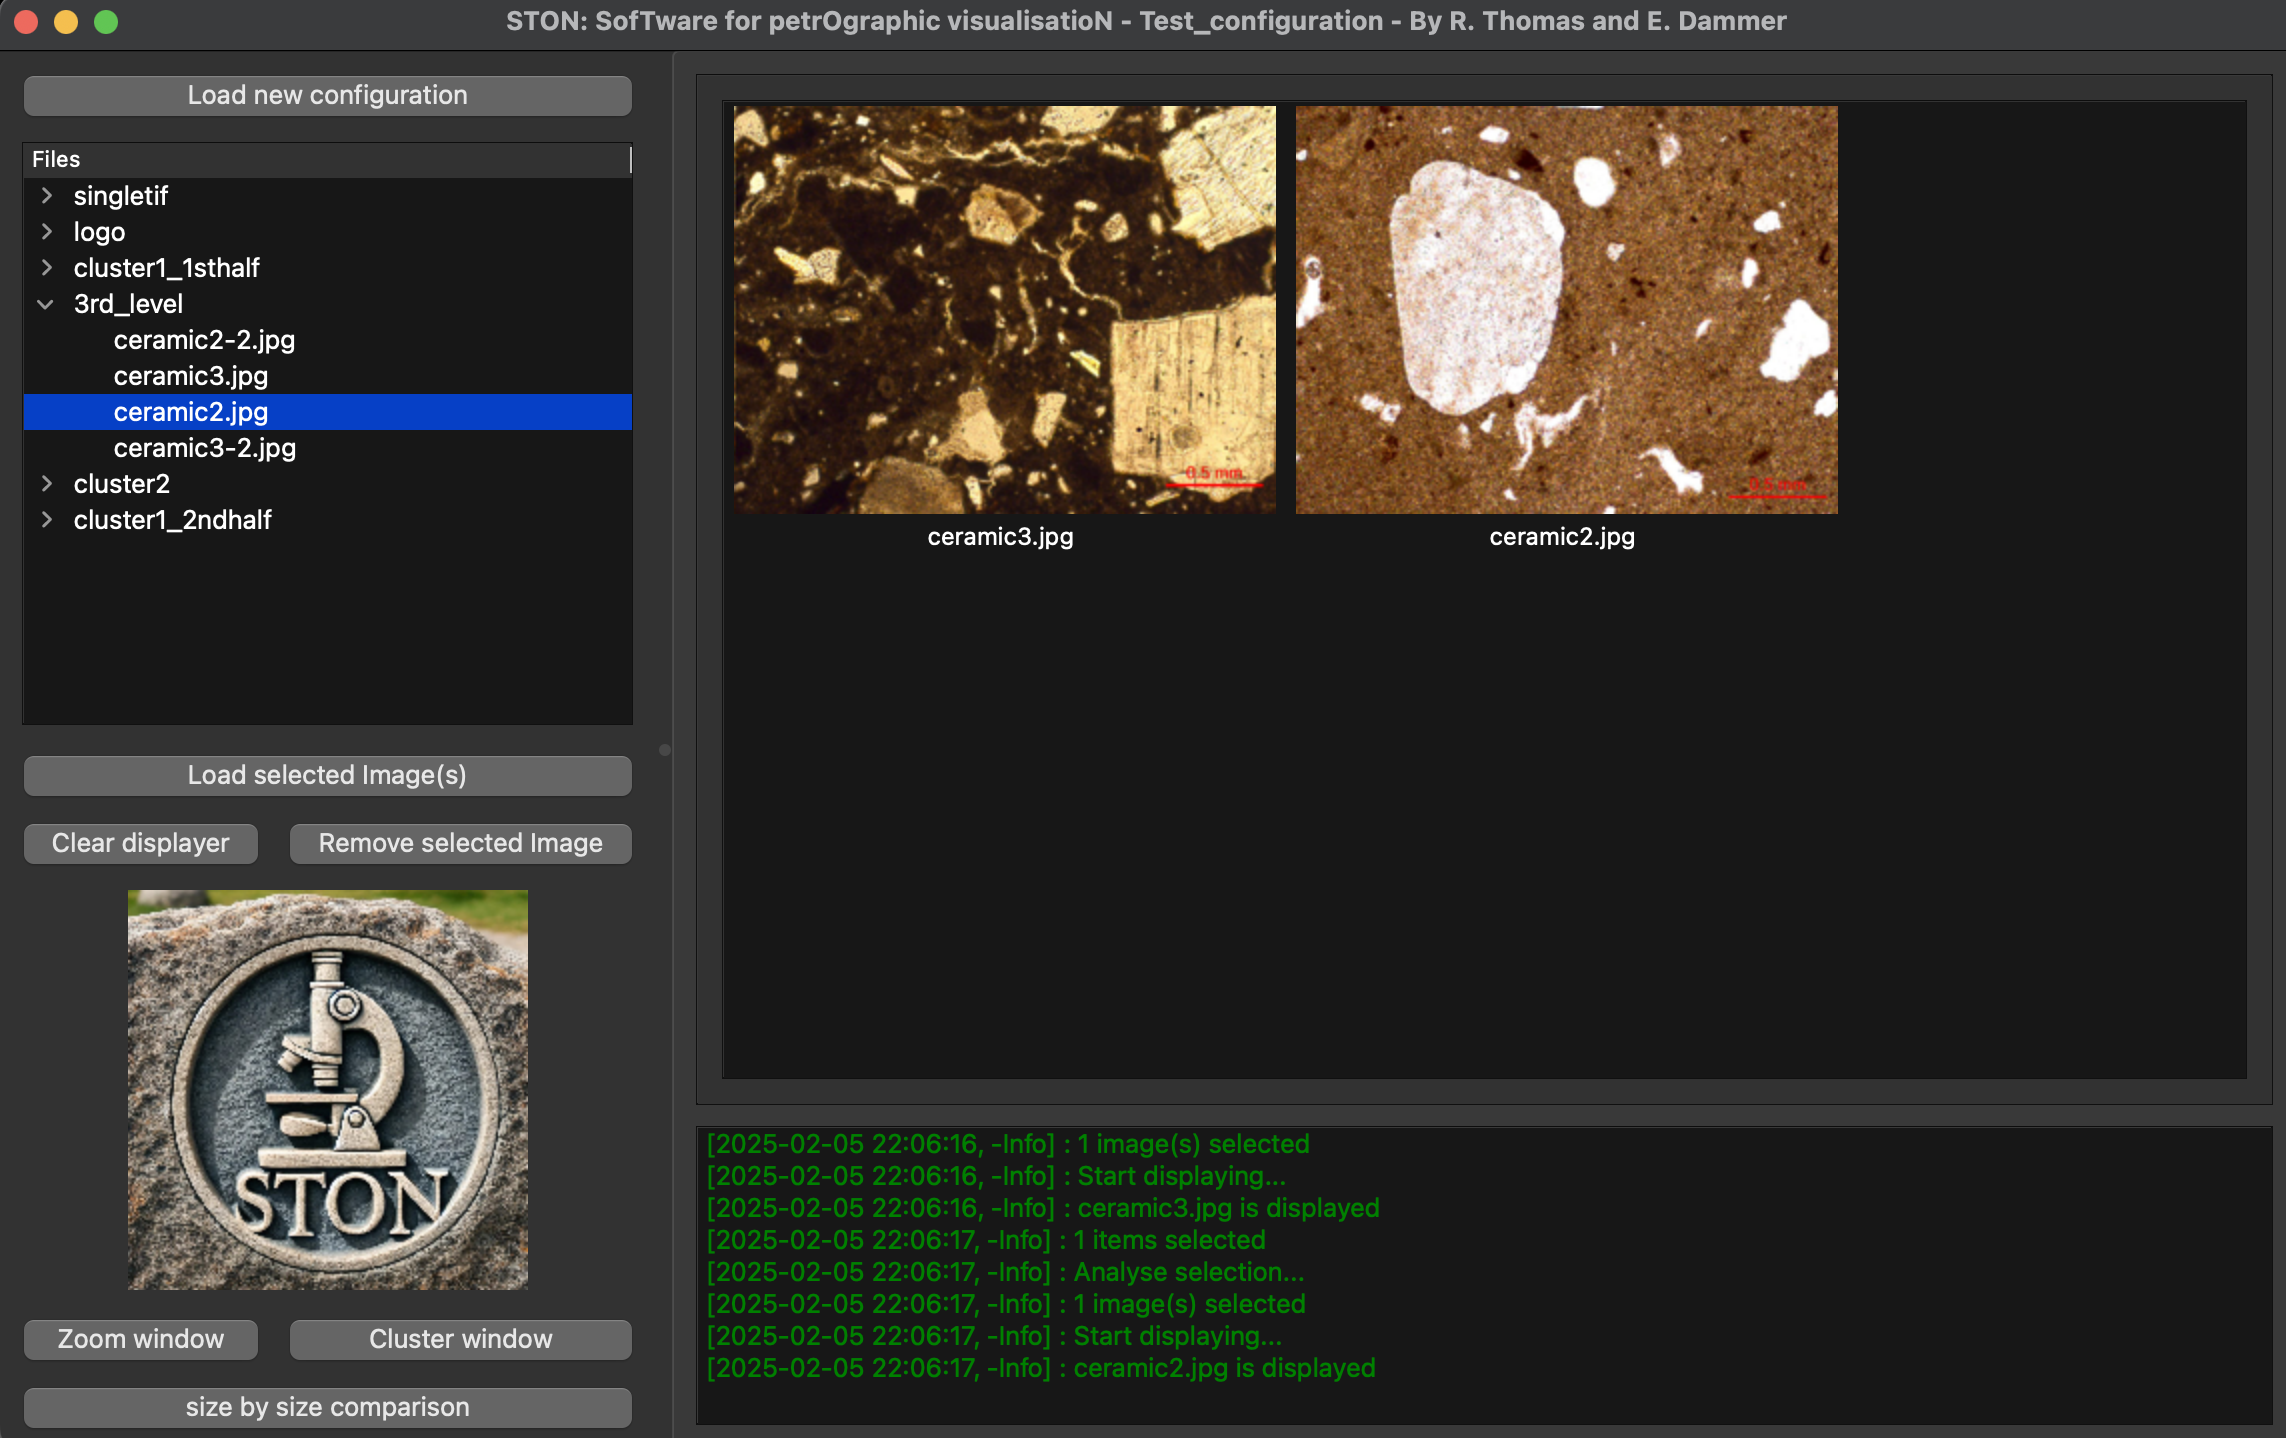 STON: SofTware for petrOgraphic visualisatioN - Test_configuration - By R. Thomas and E. Dammer
Load new configuration
Files
singletif
logo
cluster1_1sthalf
3rd_level
ceramic2-2.jpg
ceramic3.jpg
ceramic2.jpg
ceramic3-2.jpg
cluster2
cluster1_2ndhalf
Load selected Image(s)
Clear displayer
Remove selected Image
STON
Zoom window
Cluster window
size by size comparison
0.5 mm
0.5 mm
ceramic3.jpg
ceramic2.jpg
[2025-02-05 22:06:16, -Info] : 1 image(s) selected
[2025-02-05 22:06:16, -Info] : Start displaying...
[2025-02-05 22:06:16, -Info] : ceramic3.jpg is displayed
[2025-02-05 22:06:17, -Info] : 1 items selected
[2025-02-05 22:06:17, -Info] : Analyse selection...
[2025-02-05 22:06:17, -Info] : 1 image(s) selected
[2025-02-05 22:06:17, -Info] : Start displaying...
[2025-02-05 22:06:17, -Info] : ceramic2.jpg is displayed